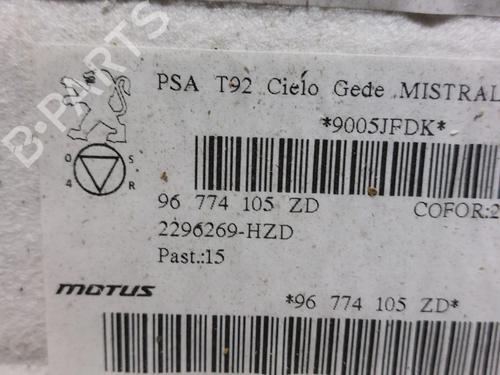 PSA T92 Cielo Gede .MISTRAL
*9005JFDK*
O S
4 R
96 774 105 ZD COFOR:2
2296269-HZD
Past.:15
MOTUS
*96 774 105 ZD*
B-PARTS